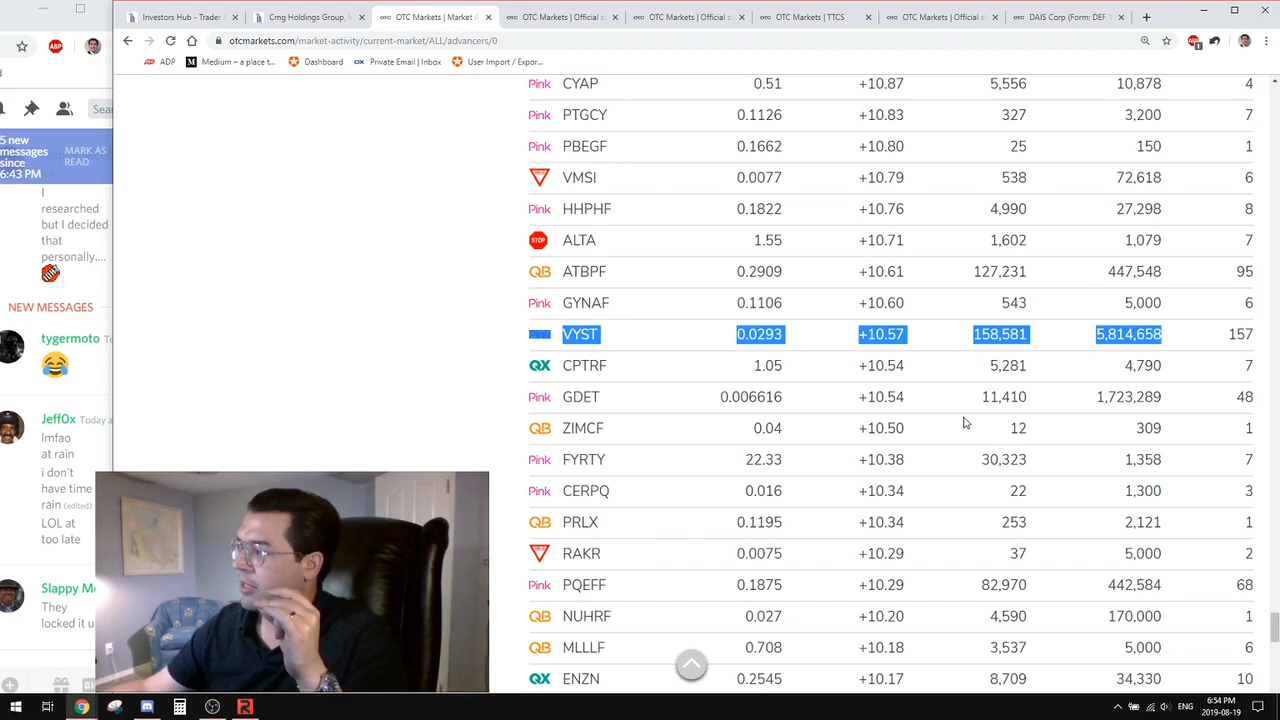 Investors Hub - Trader
Cmg Holdings Group, I
OTC Markets | Market A
OTC Markets | Official s
OTC Markets | Official s
OTC Markets | TTCS
OTC Markets | Official s
DAIS Corp (Form: DEF 1
otcmarkets.com/market-activity/current-market/ALL/advancers/0
ADP
Medium – a place t...
Dashboard
Private Email | Inbox
User Import / Expor...
Sea
5 new
messages
since
6:43 PM
MARK AS
READ
I
researched
but I decided
that
personally....
NEW MESSAGES
tygermoto Today
Jeff0x Today a
lmfao
at rain
i don't
have time
rain (edited)
LOL at
too late
Slappy M
They
locked it u
Pink CYAP 0.51 +10.87 5,556 10,878 4
Pink PTGCY 0.1126 +10.83 327 3,200 7
Pink PBEGF 0.1662 +10.80 25 150 1
VMSI 0.0077 +10.79 538 72,618 6
Pink HHPHF 0.1822 +10.76 4,990 27,298 8
STOP ALTA 1.55 +10.71 1,602 1,079 7
QB ATBPF 0.2909 +10.61 127,231 447,548 95
Pink GYNAF 0.1106 +10.60 543 5,000 6
VYST 0.0293 +10.57 158,581 5,814,658 157
QX CPTRF 1.05 +10.54 5,281 4,790 7
Pink GDET 0.006616 +10.54 11,410 1,723,289 48
QB ZIMCF 0.04 +10.50 12 309 1
Pink FYRTY 22.33 +10.38 30,323 1,358 7
Pink CERPQ 0.016 +10.34 22 1,300 3
QB PRLX 0.1195 +10.34 253 2,121 1
RAKR 0.0075 +10.29 37 5,000 2
Pink PQEFF 0.1875 +10.29 82,970 442,584 68
QB NUHRF 0.027 +10.20 4,590 170,000 1
QB MLLLF 0.708 +10.18 3,537 5,000 6
QX ENZN 0.2545 +10.17 8,709 34,330 10
ENG
6:54 PM
2019-08-19